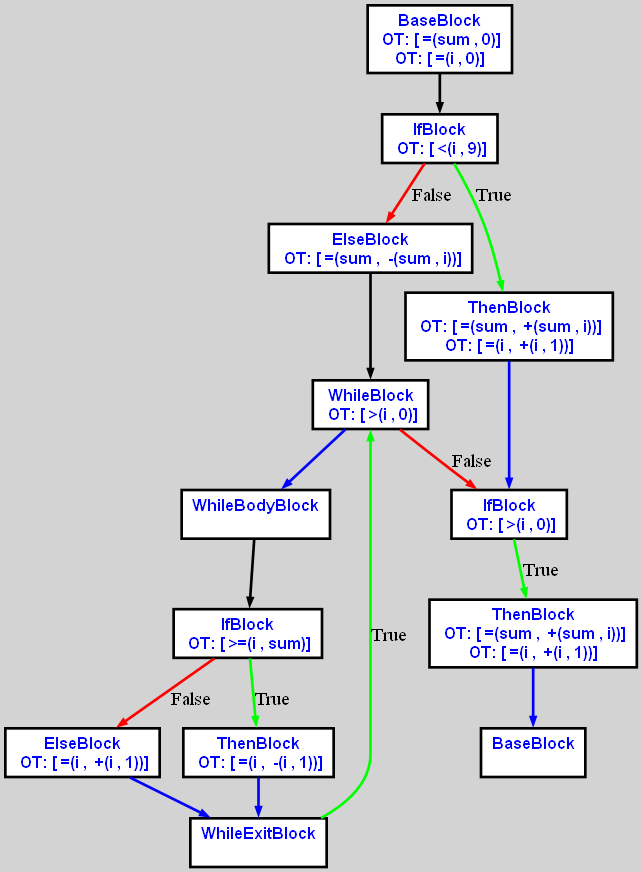 BaseBlock
OT: [ =(sum , 0)]
OT: [ =(i , 0)]
IfBlock
OT: [ <(i , 9)]
False
True
ElseBlock
OT: [ =(sum ,  -(sum , i))]
ThenBlock
OT: [ =(sum ,  +(sum , i))]
OT: [ =(i ,  +(i , 1))]
WhileBlock
OT: [ >(i , 0)]
False
WhileBodyBlock
IfBlock
OT: [ >(i , 0)]
True
IfBlock
OT: [ >=(i , sum)]
ThenBlock
OT: [ =(sum ,  +(sum , i))]
OT: [ =(i ,  +(i , 1))]
True
False
True
ElseBlock
OT: [ =(i ,  +(i , 1))]
ThenBlock
OT: [ =(i ,  -(i , 1))]
BaseBlock
WhileExitBlock